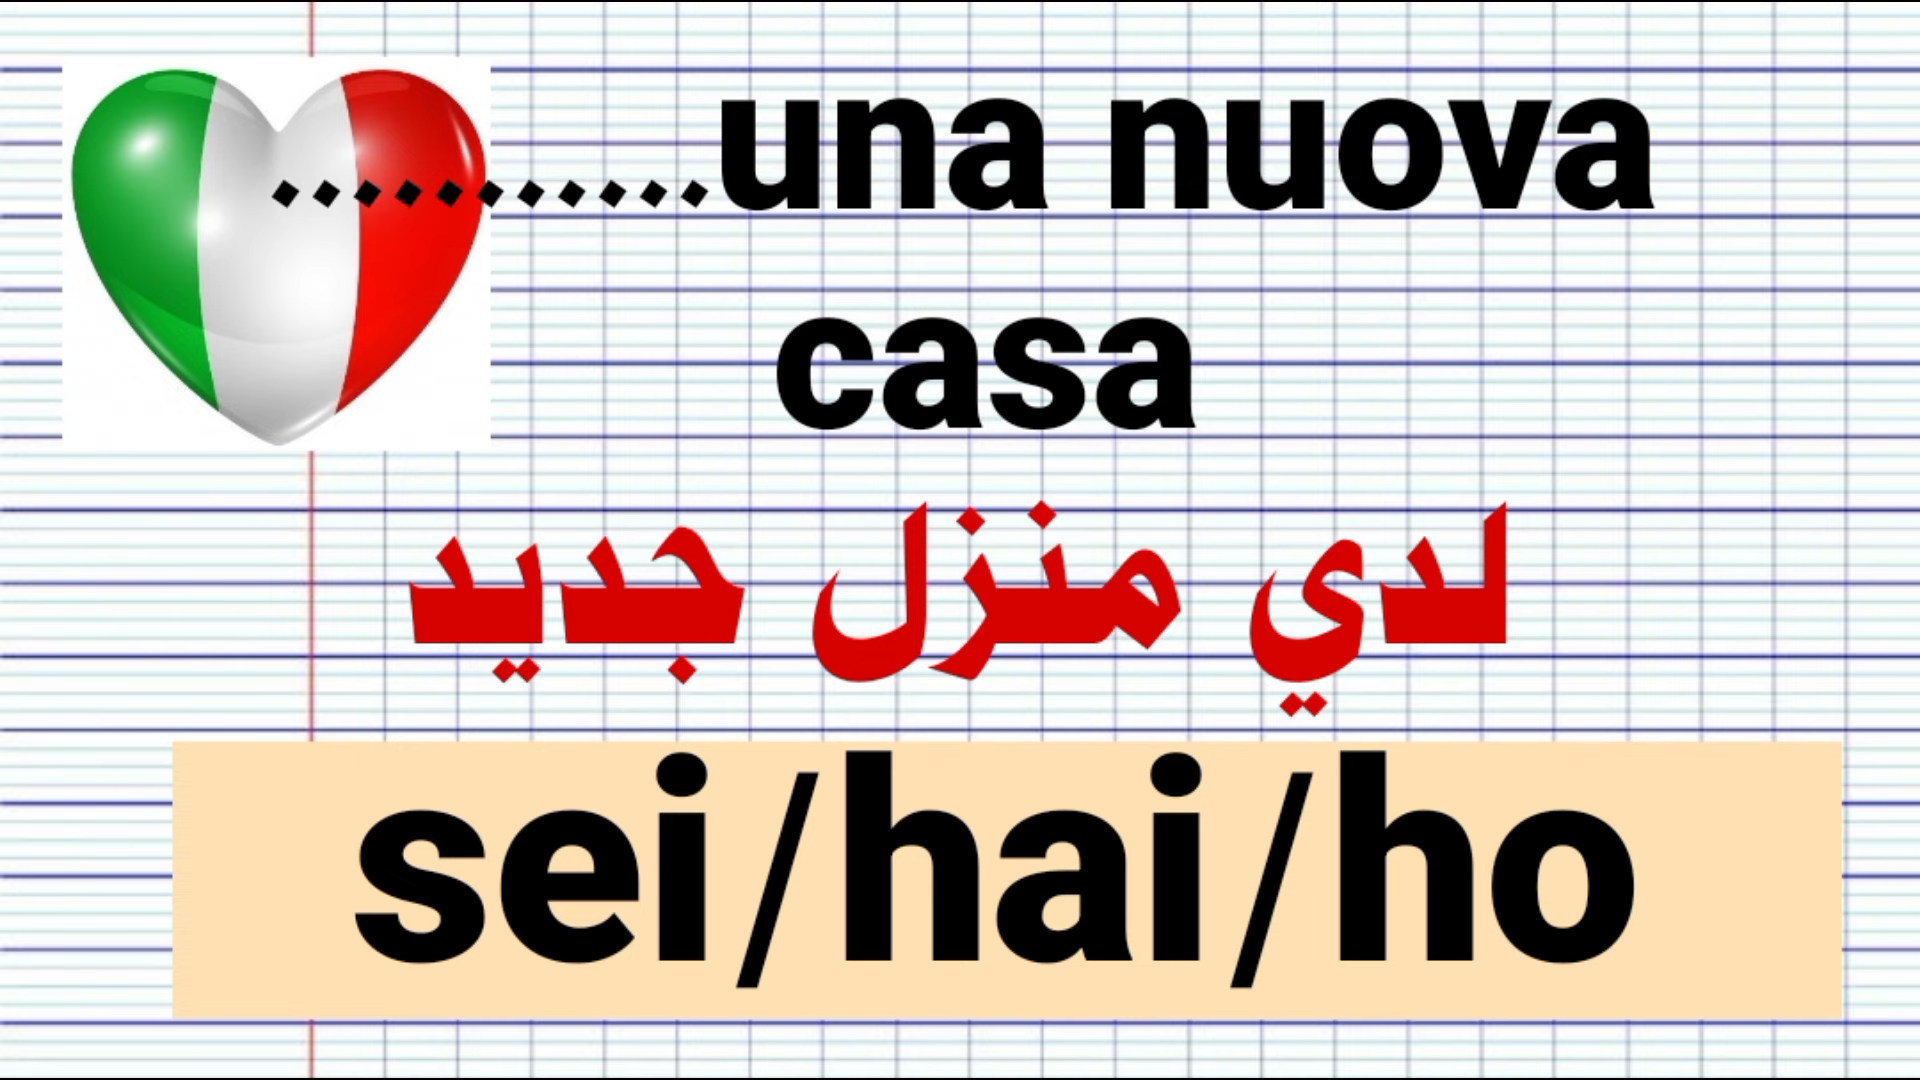 ...........una nuova
casa
لدي منزل جديد
sei/hai/ho